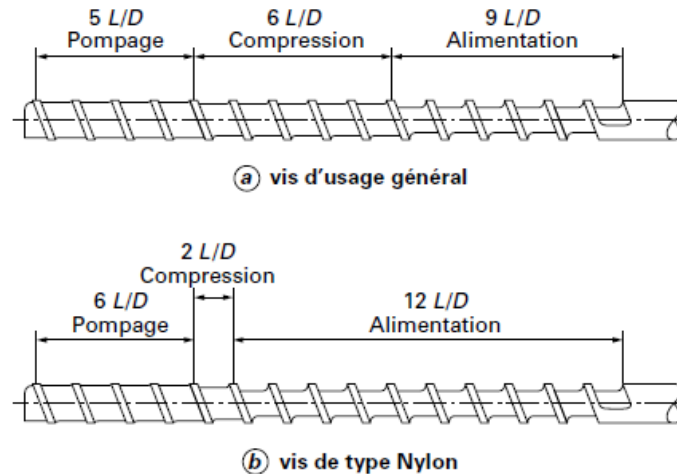 5 L/D
Pompage
6 L/D
Compression
9 L/D
Alimentation
a vis d'usage général
2 L/D
Compression
6 L/D
Pompage
12 L/D
Alimentation
b vis de type Nylon